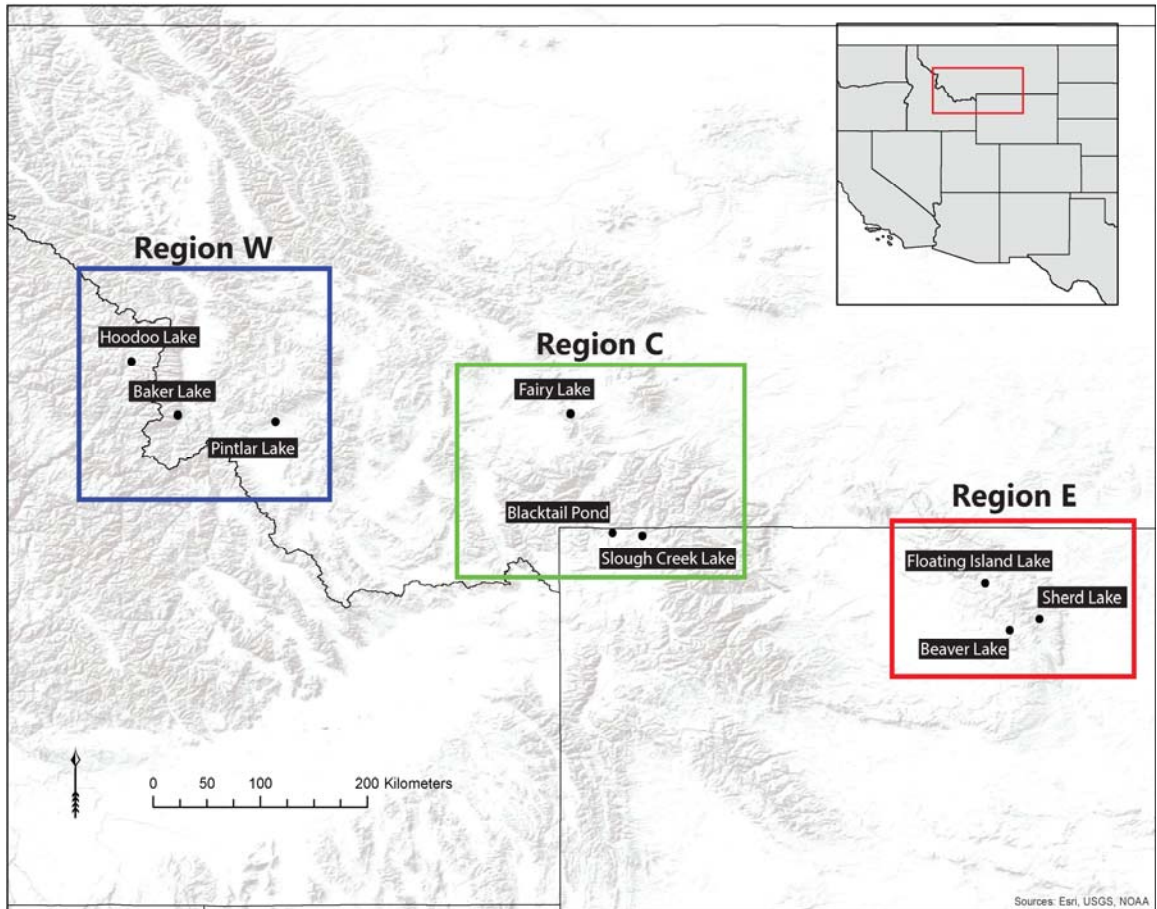 Region W
Hoodoo Lake
Baker Lake
Pintlar Lake
Region C
Fairy Lake
Blacktail Pond
Slough Creek Lake
Region E
Floating Island Lake
Sherd Lake
Beaver Lake
0 50 100 200 Kilometers
Sources: Esri, USGS, NOAA